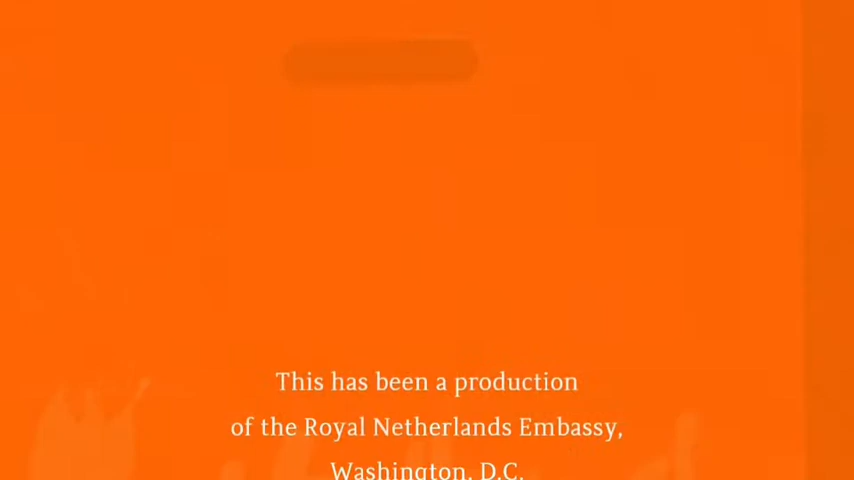 This has been a production
of the Royal Netherlands Embassy,
Washington, D.C.